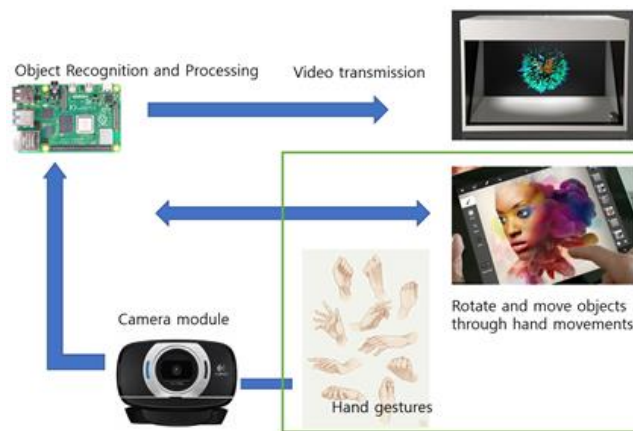 Object Recognition and Processing
Video transmission
Camera module
Rotate and move objects
through hand movements
Hand gestures